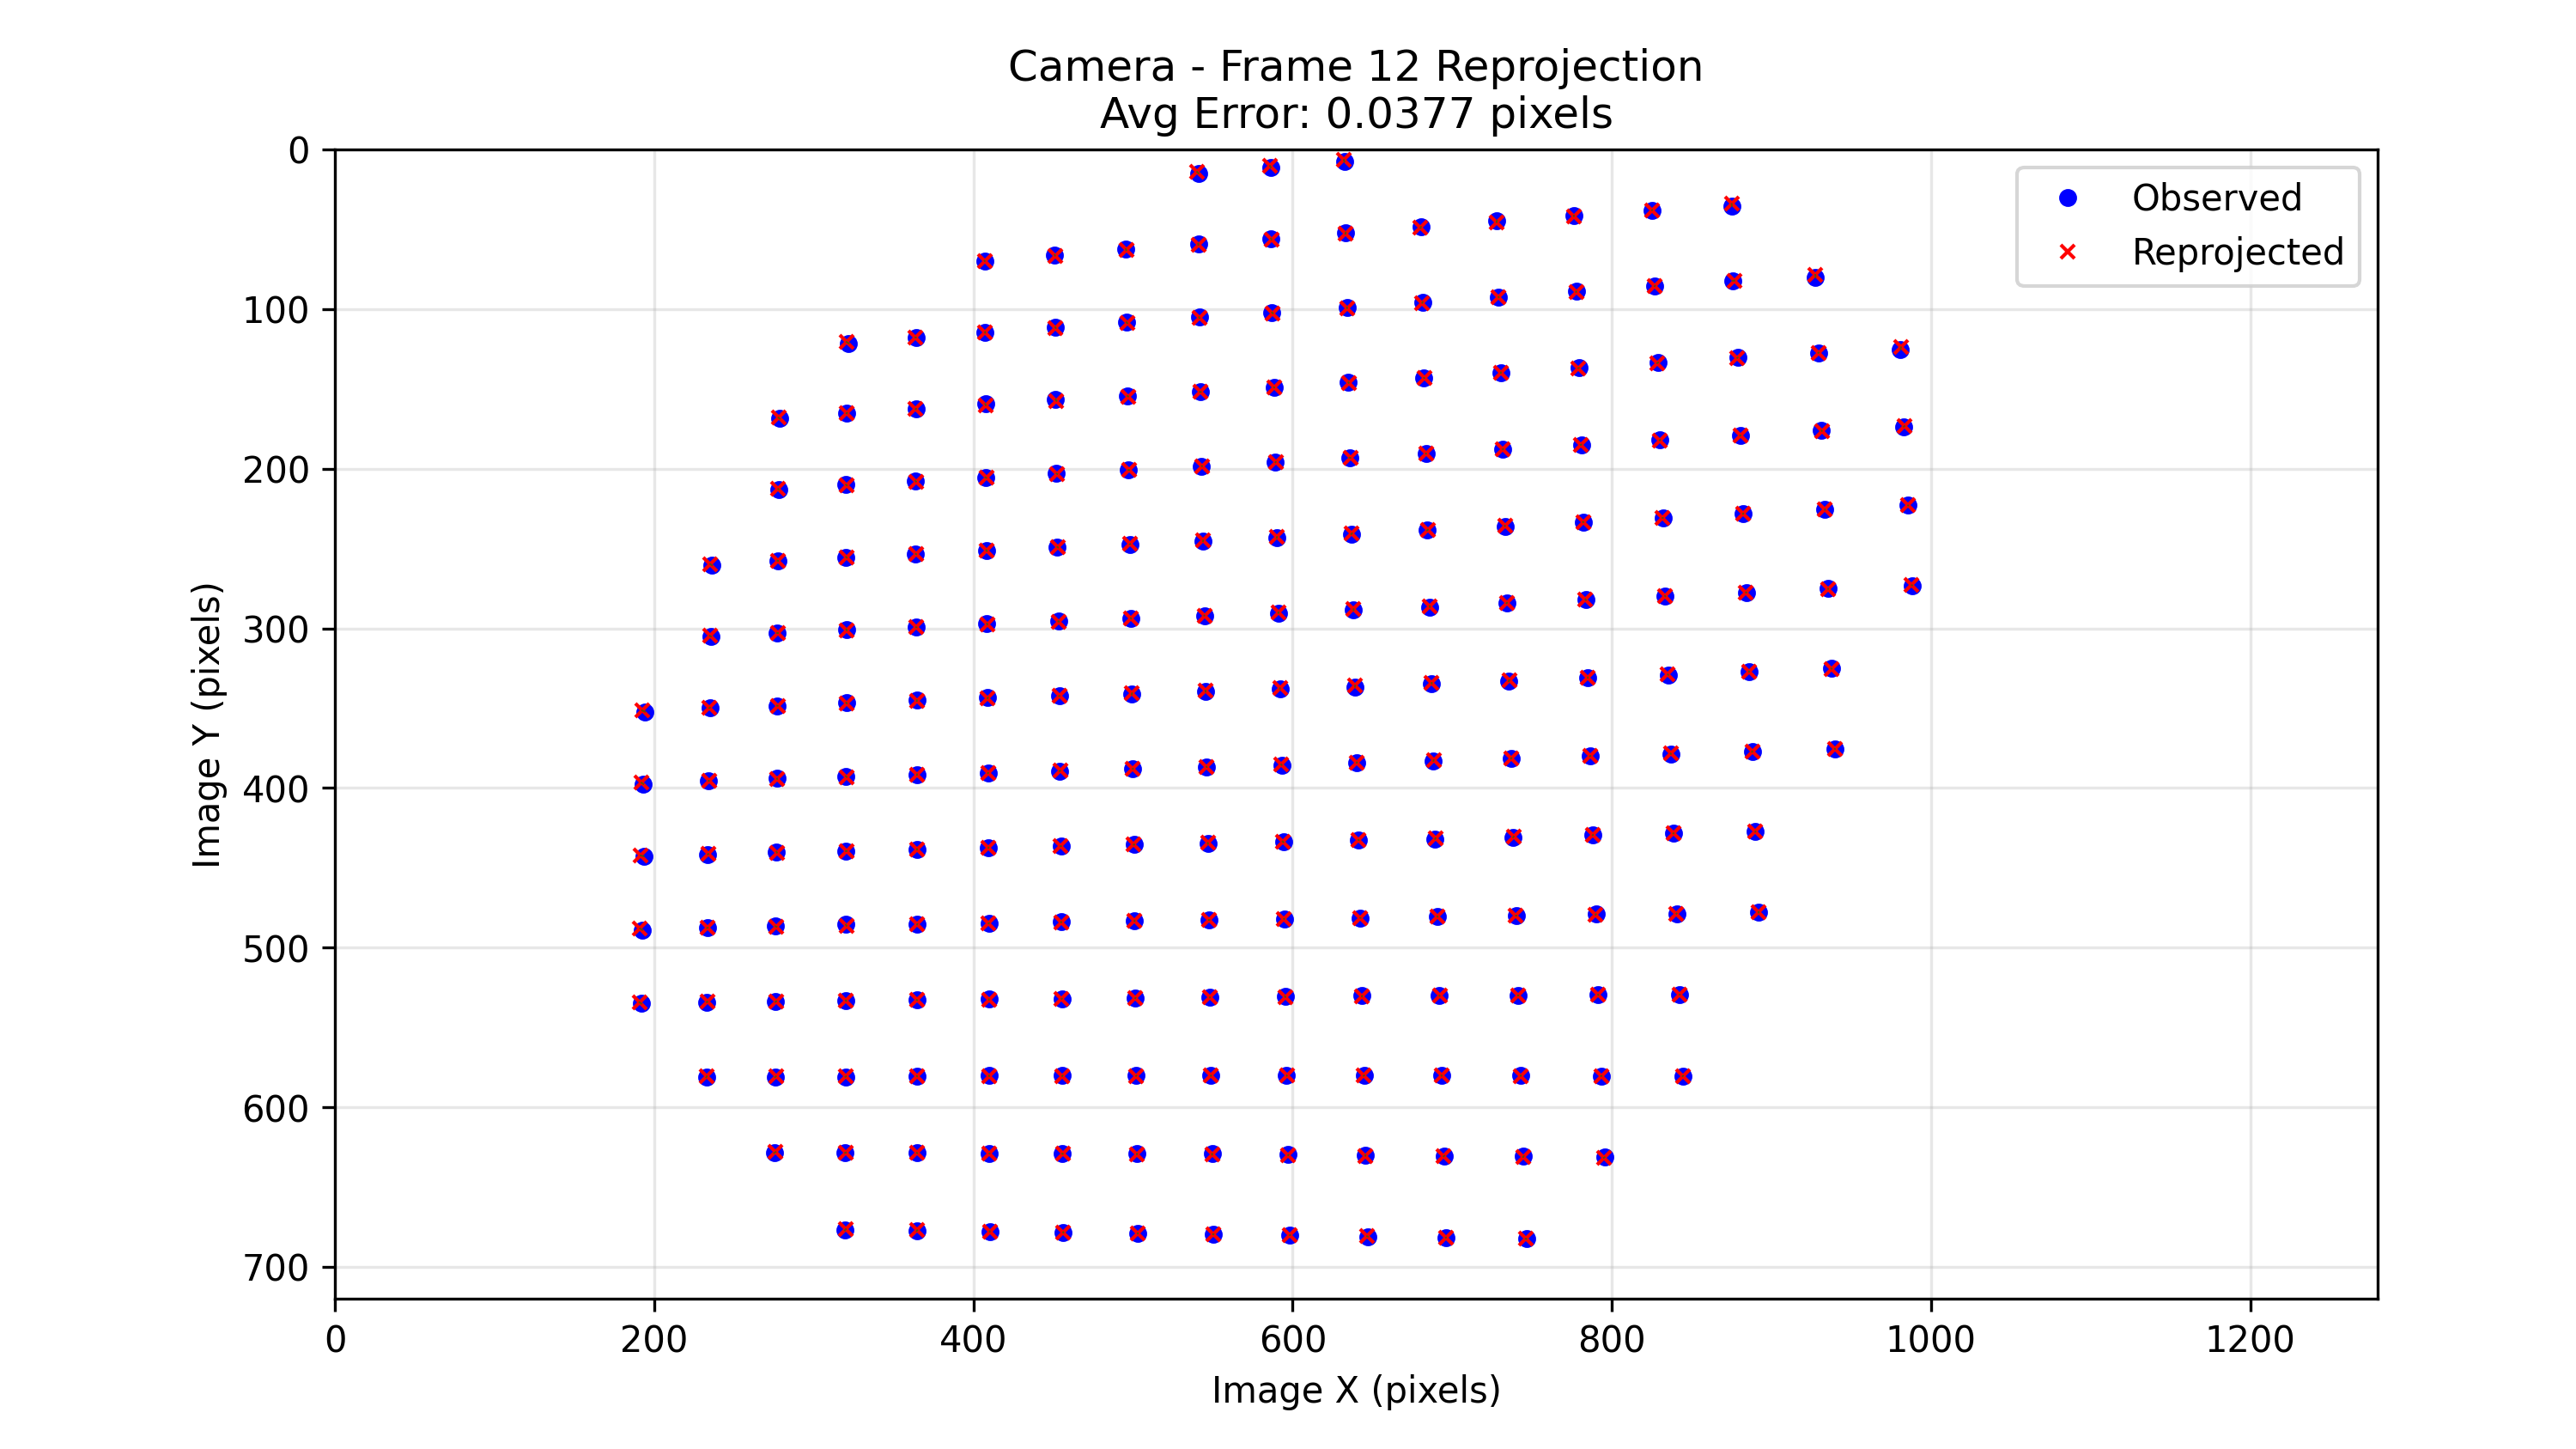 Camera - Frame 12 Reprojection
Avg Error: 0.0377 pixels
Observed
Reprojected
0
100
200
300
400
500
600
700
Image Y (pixels)
0 200 400 600 800 1000 1200
Image X (pixels)